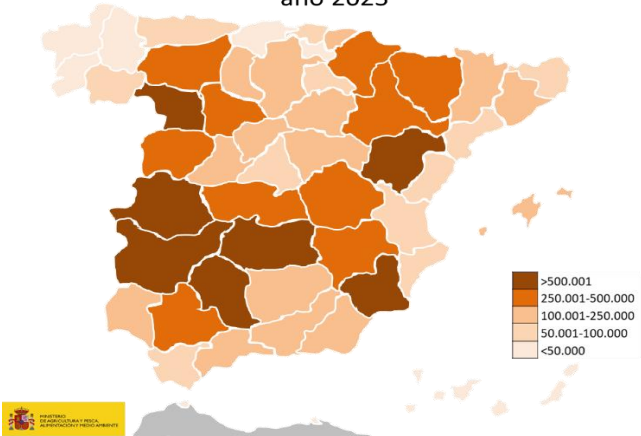 año 2023
>500.001
250.001-500.000
100.001-250.000
50.001-100.000
<50.000
MINISTERIO
DE AGRICULTURA Y PESCA,
ALIMENTACIÓN Y MEDIO AMBIENTE